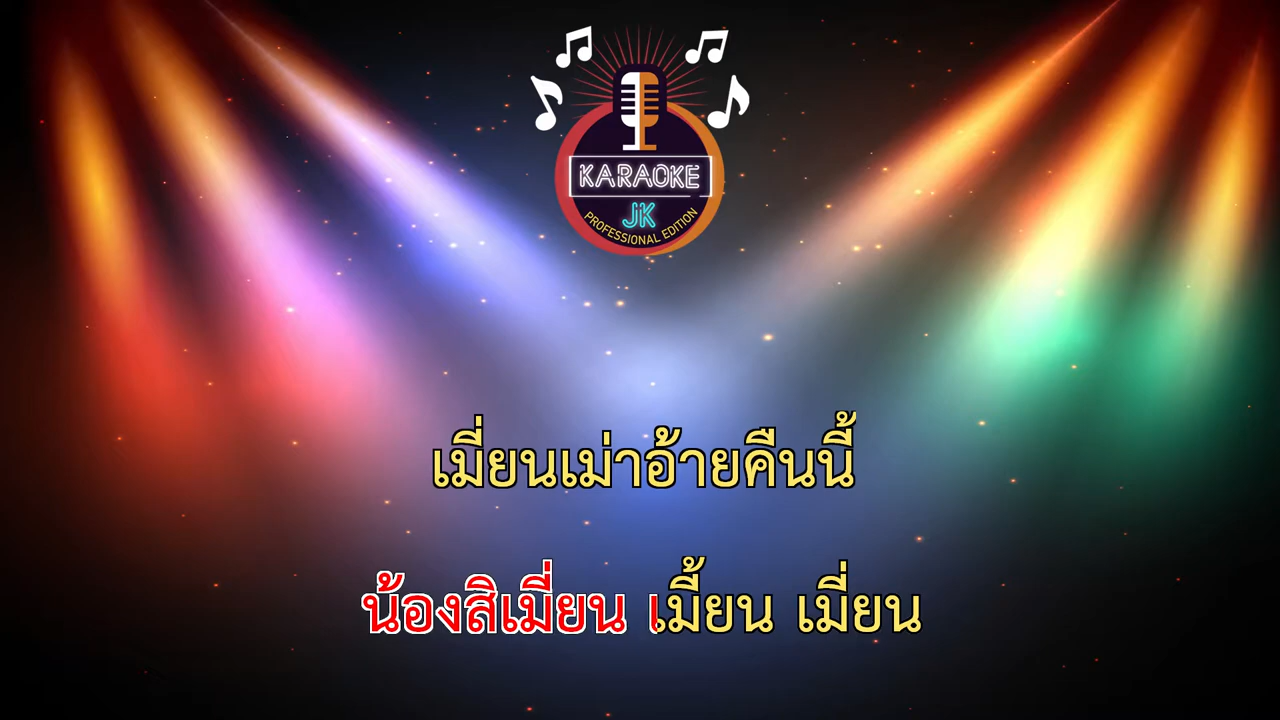 KARAOKE
JK
PROFESSIONAL EDITION
เมี่ยนเม่าอ้ายคืนนี้
น้องสิเมี่ยน เมี้ยน เมี่ยน